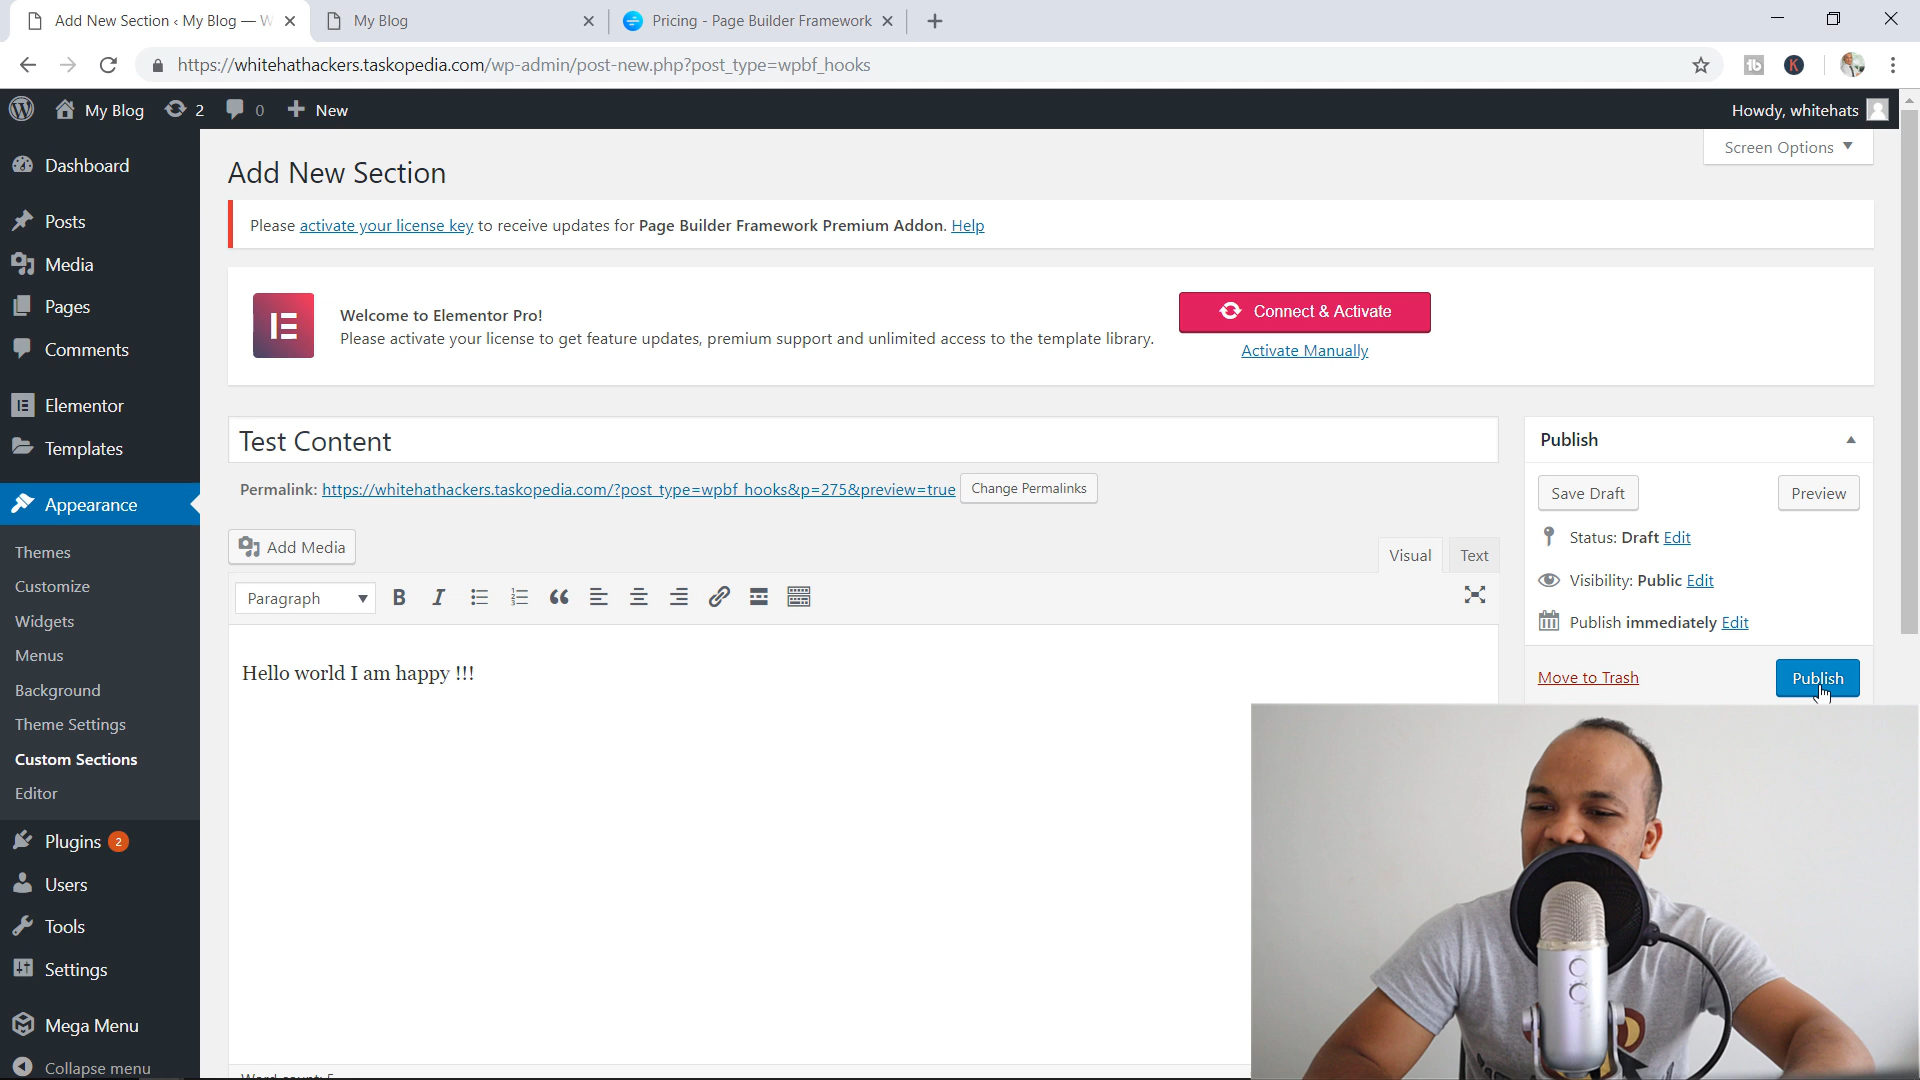 Add New Section ‹ My Blog — W
My Blog
Pricing - Page Builder Framework
https://whitehathackers.taskopedia.com/wp-admin/post-new.php?post_type=wpbf_hooks
tb
K
My Blog
2
0
New
Howdy, whitehats
Screen Options
Dashboard
Posts
Media
Pages
Comments
Elementor
Templates
Appearance
Themes
Customize
Widgets
Menus
Background
Theme Settings
Custom Sections
Editor
Plugins 2
Users
Tools
Settings
Mega Menu
Collapse menu
Add New Section
Please activate your license key to receive updates for Page Builder Framework Premium Addon. Help
Welcome to Elementor Pro!
Please activate your license to get feature updates, premium support and unlimited access to the template library.
Connect & Activate
Activate Manually
Test Content
Permalink: https://whitehathackers.taskopedia.com/?post_type=wpbf_hooks&p=275&preview=true
Change Permalinks
Add Media
Visual
Text
Paragraph
B
I
Hello world I am happy !!!
Word count: 5
Publish
Save Draft
Preview
Status: Draft Edit
Visibility: Public Edit
Publish immediately Edit
Move to Trash
Publish